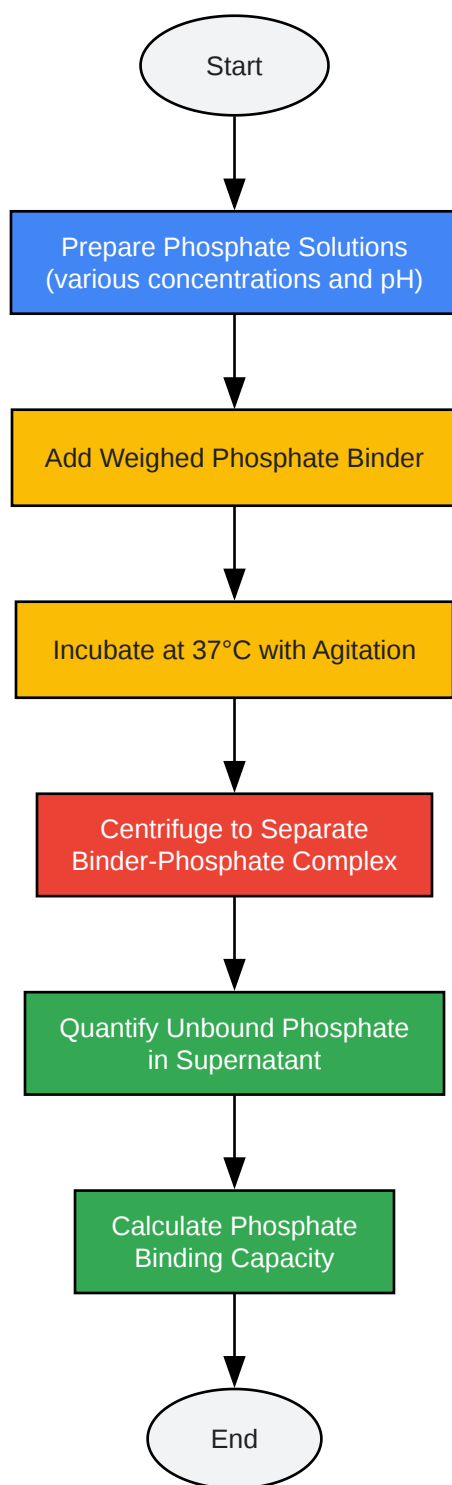 Start
Prepare Phosphate Solutions
(various concentrations and pH)
Add Weighed Phosphate Binder
Incubate at 37°C with Agitation
Centrifuge to Separate
Binder-Phosphate Complex
Quantify Unbound Phosphate
in Supernatant
Calculate Phosphate
Binding Capacity
End